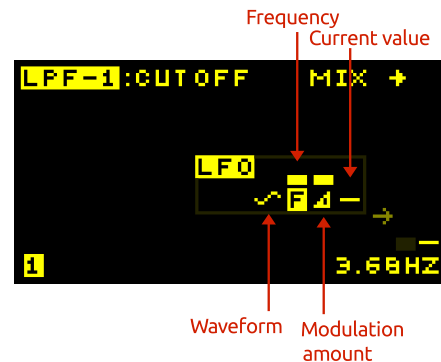 Frequency
Current value
LPF-1:CUTOFF MIX →
LFO
F
→
1 3.68HZ
Waveform Modulation
amount